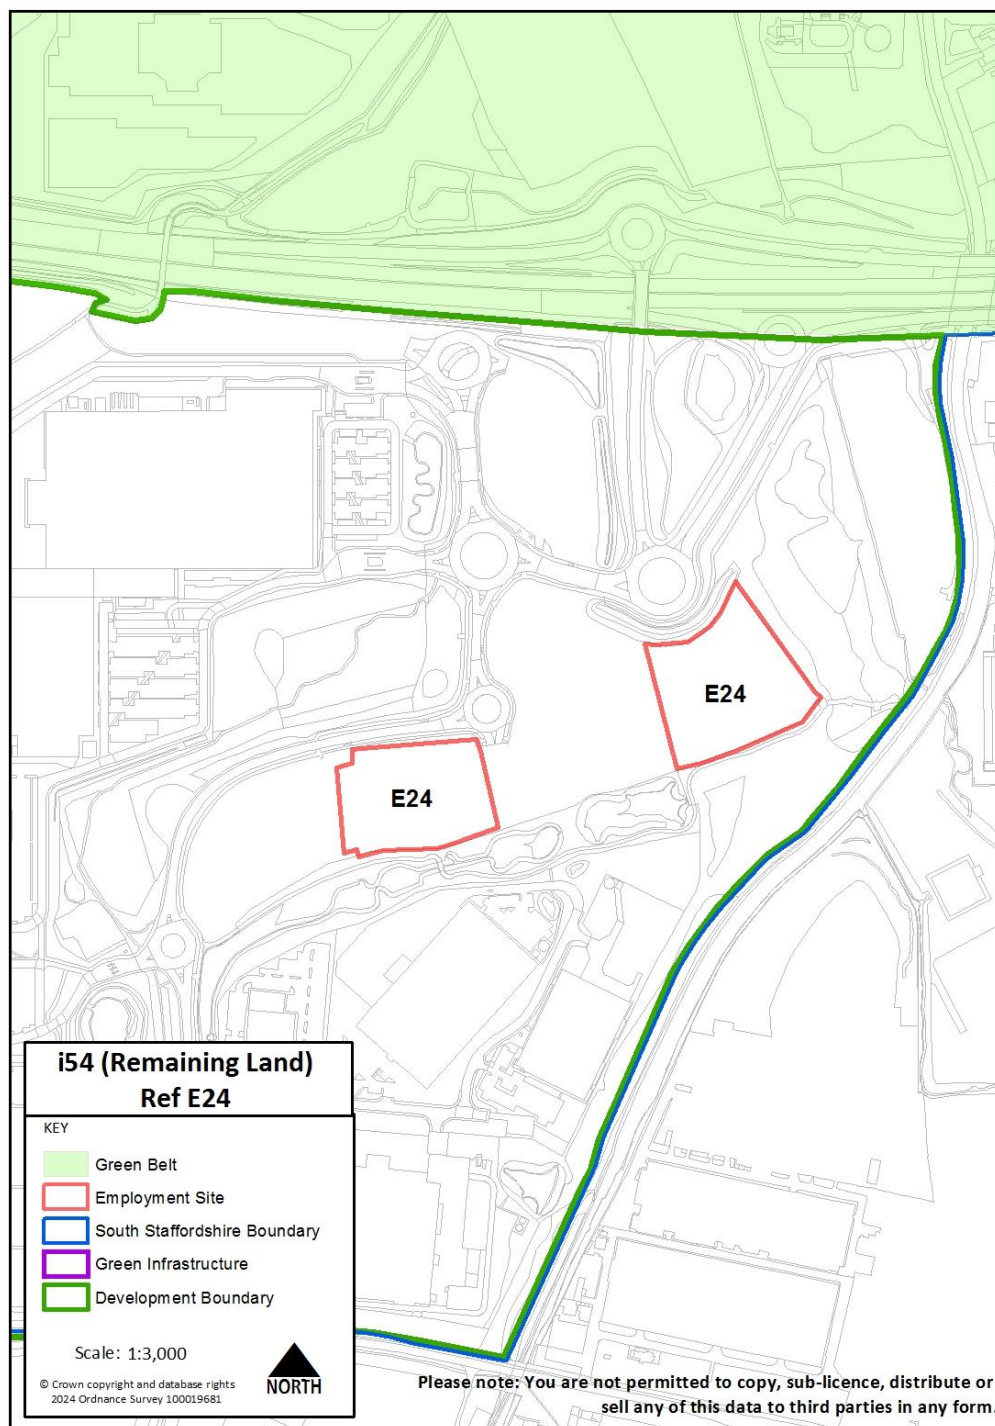 E24
E24
i54 (Remaining Land)
Ref E24
KEY
Green Belt
Employment Site
South Staffordshire Boundary
Green Infrastructure
Development Boundary
Scale: 1:3,000
© Crown copyright and database rights
2024 Ordnance Survey 100019681
NORTH
Please note: You are not permitted to copy, sub-licence, distribute or
sell any of this data to third parties in any form.